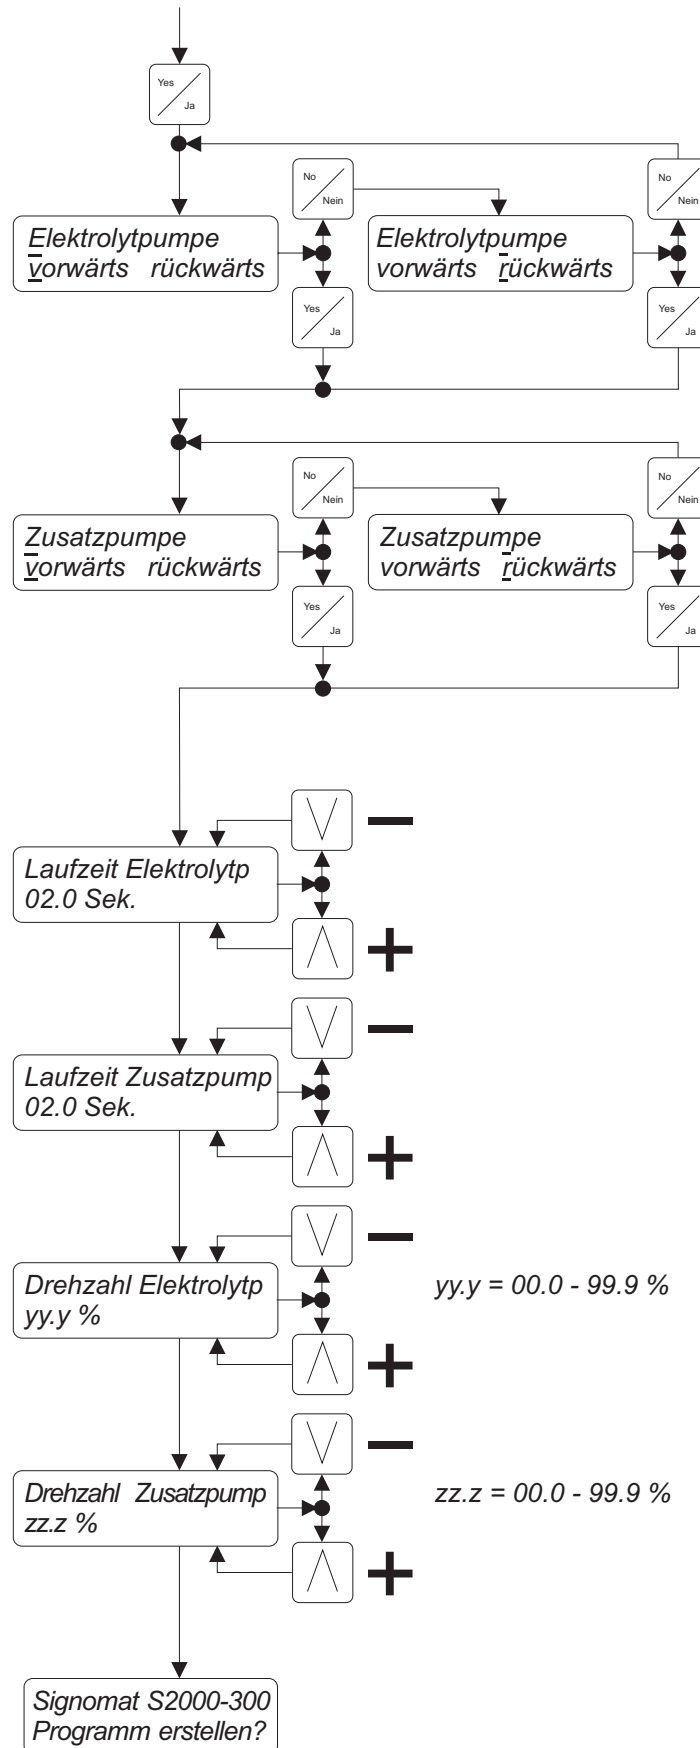 Yes
Ja
No
Nein
No
Nein
Elektrolytpumpe
vorwärts rückwärts
Elektrolytpumpe
vorwärts rückwärts
Yes
Ja
Yes
Ja
No
Nein
No
Nein
Zusatzpumpe
vorwärts rückwärts
Zusatzpumpe
vorwärts rückwärts
Yes
Ja
Yes
Ja
−
Laufzeit Elektrolytp
02.0 Sek.
+
−
Laufzeit Zusatzpump
02.0 Sek.
+
−
Drehzahl Elektrolytp
yy.y %
yy.y = 00.0 - 99.9 %
+
−
Drehzahl Zusatzpump
zz.z %
zz.z = 00.0 - 99.9 %
+
Signomat S2000-300
Programm erstellen?